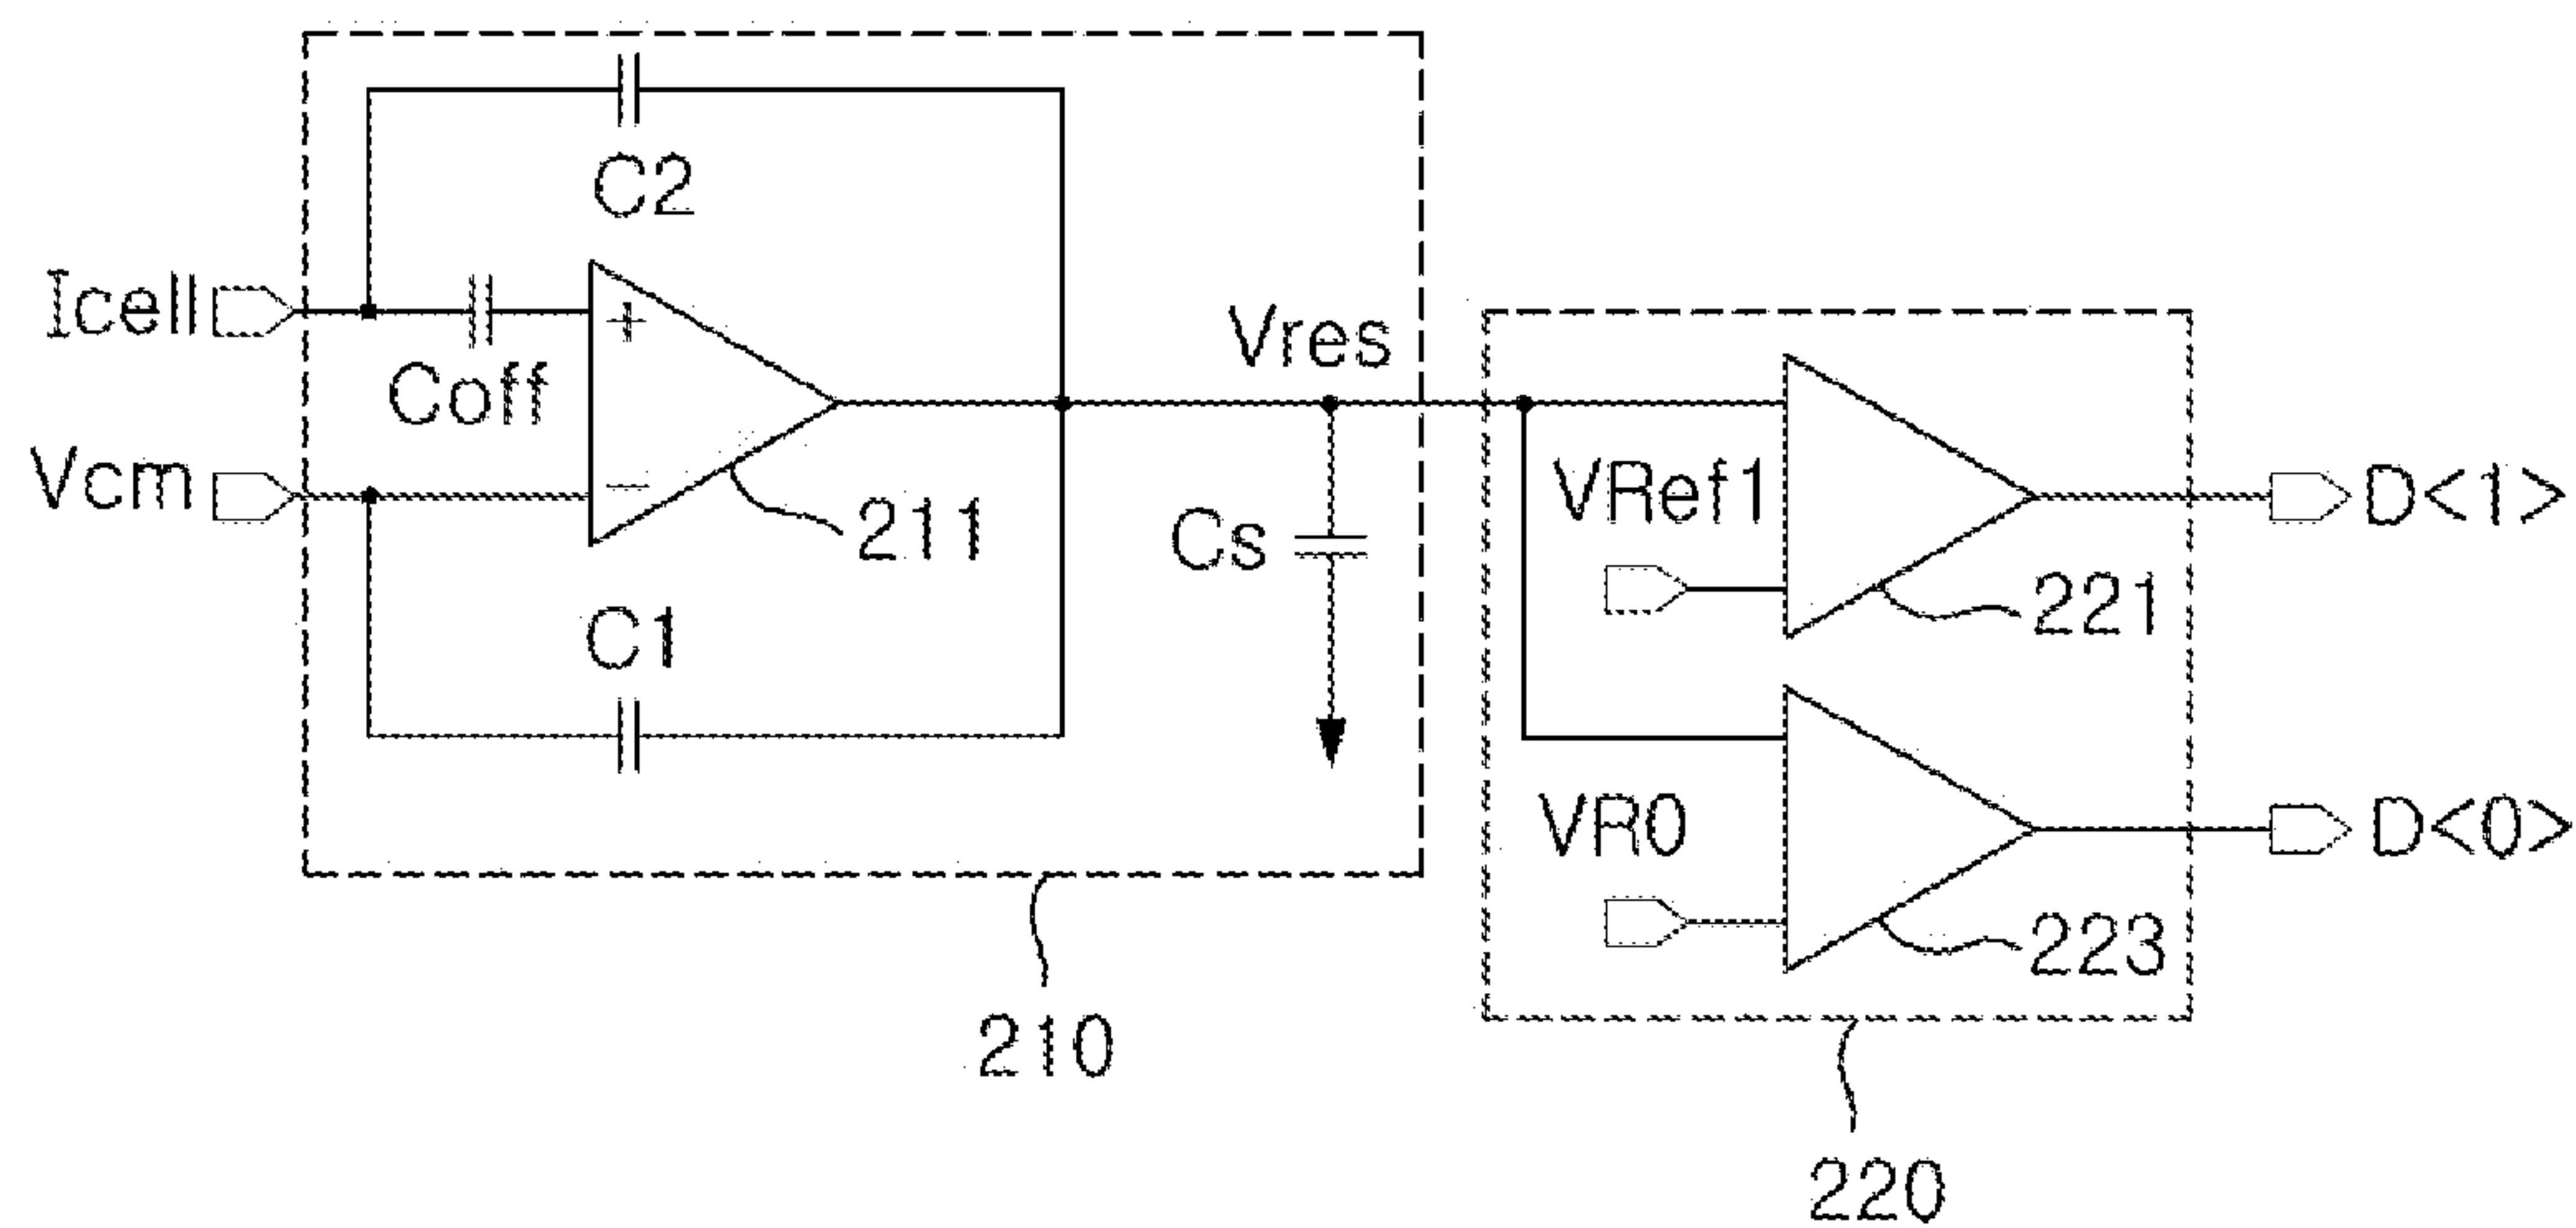 C2
Icell
+
Coff
Vres
Vcm
−
211
VRef1
D<1>
Cs
C1
221
VR0
D<0>
223
210
220